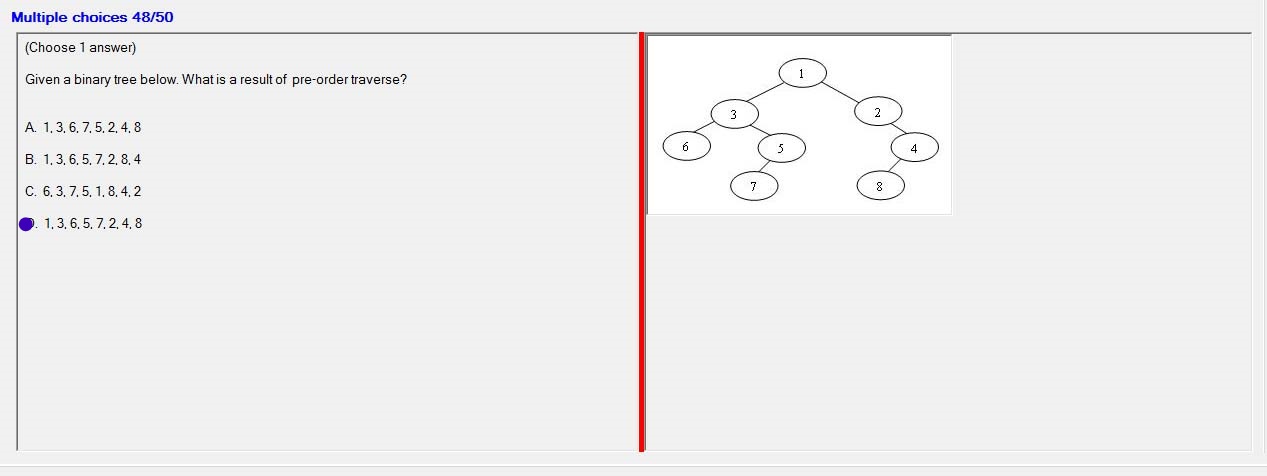 Multiple choices 48/50
(Choose 1 answer)
Given a binary tree below. What is a result of pre-order traverse?
A. 1, 3, 6, 7, 5, 2, 4, 8
B. 1, 3, 6, 5, 7, 2, 8, 4
C. 6, 3, 7, 5, 1, 8, 4, 2
1, 3, 6, 5, 7, 2, 4, 8
1
3 2
6 5 4
7 8